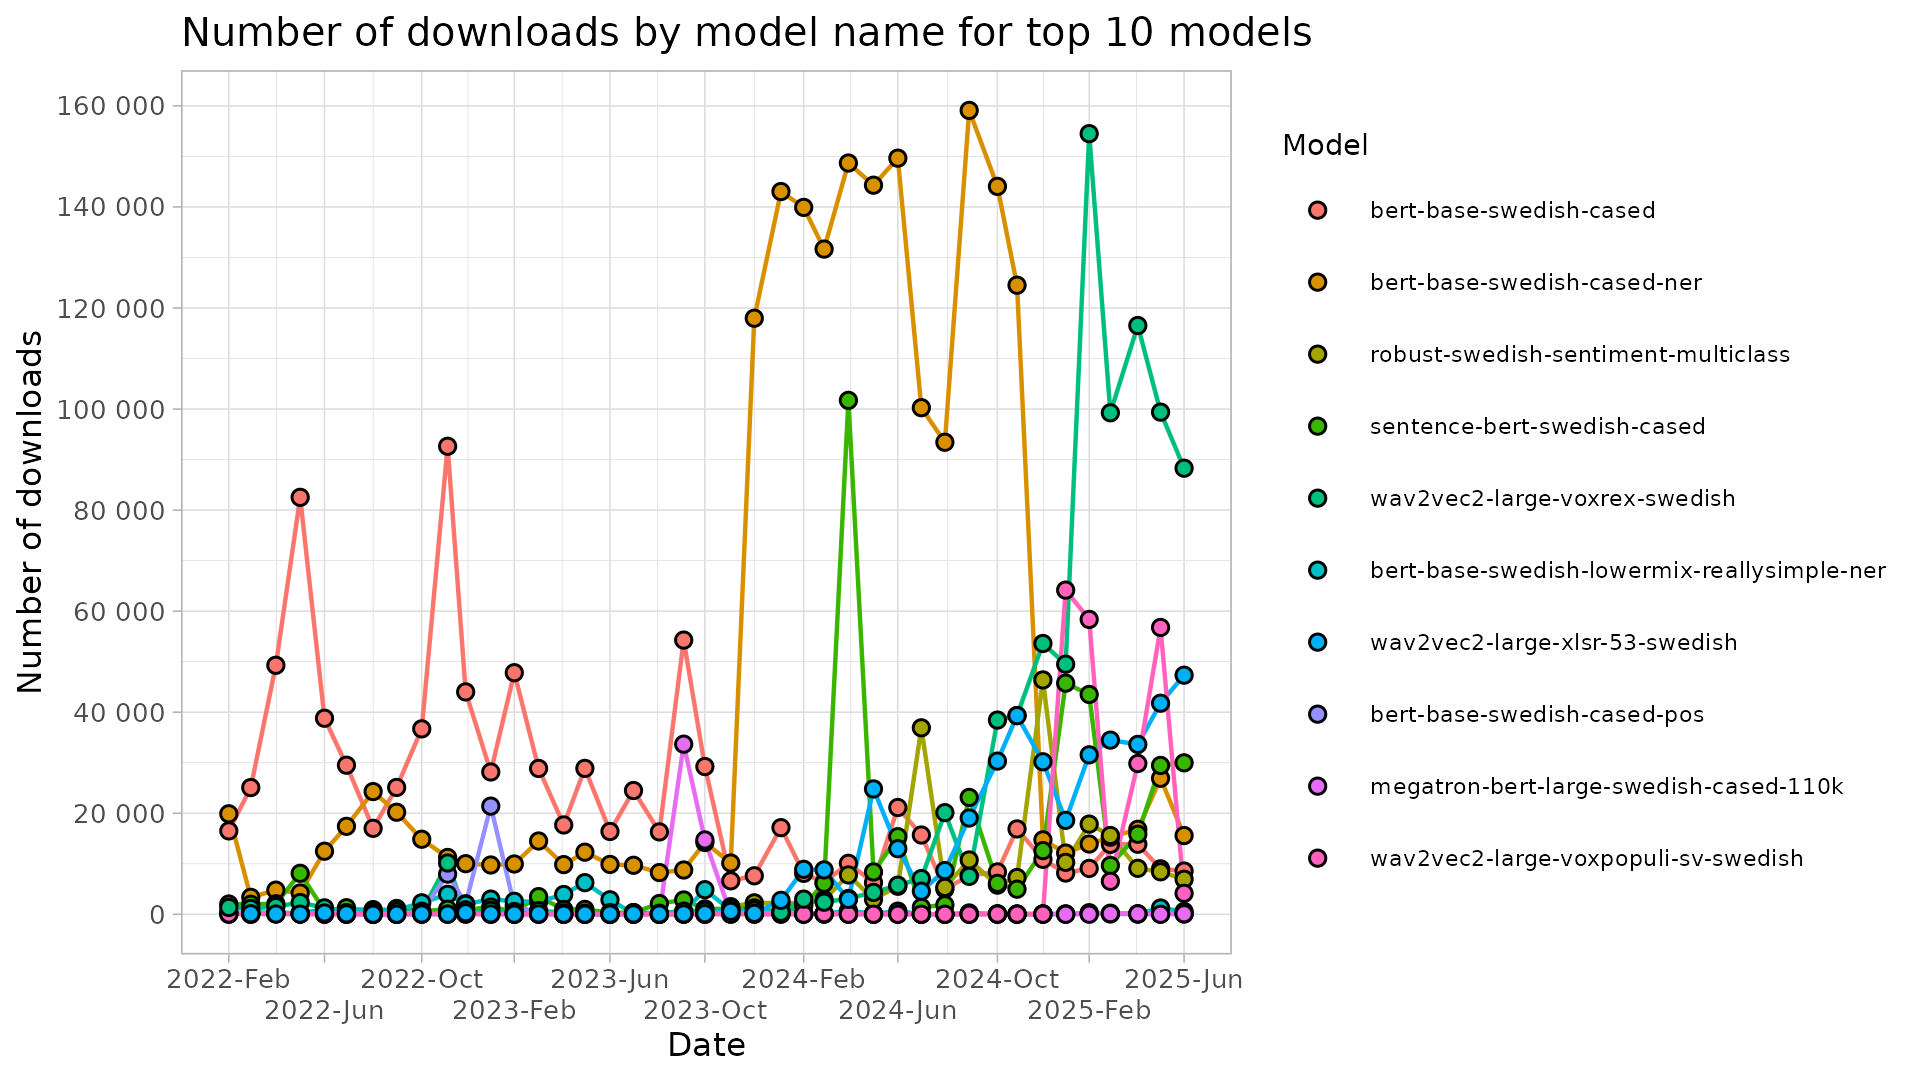 Number of downloads by model name for top 10 models
Number of downloads
160 000
140 000
120 000
100 000
80 000
60 000
40 000
20 000
0
2022-Feb
2022-Jun
2022-Oct
2023-Feb
2023-Jun
2023-Oct
2024-Feb
2024-Jun
2024-Oct
2025-Feb
2025-Jun
Date
Model
bert-base-swedish-cased
bert-base-swedish-cased-ner
robust-swedish-sentiment-multiclass
sentence-bert-swedish-cased
wav2vec2-large-voxrex-swedish
bert-base-swedish-lowermix-reallysimple-ner
wav2vec2-large-xlsr-53-swedish
bert-base-swedish-cased-pos
megatron-bert-large-swedish-cased-110k
wav2vec2-large-voxpopuli-sv-swedish